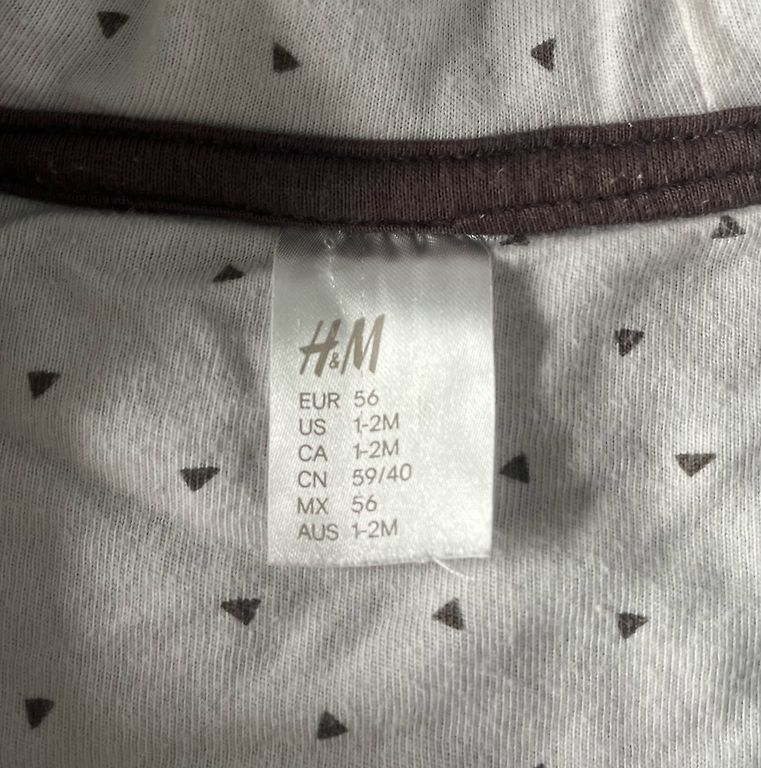 H&M
EUR 56
US 1-2M
CA 1-2M
CN 59/40
MX 56
AUS 1-2M